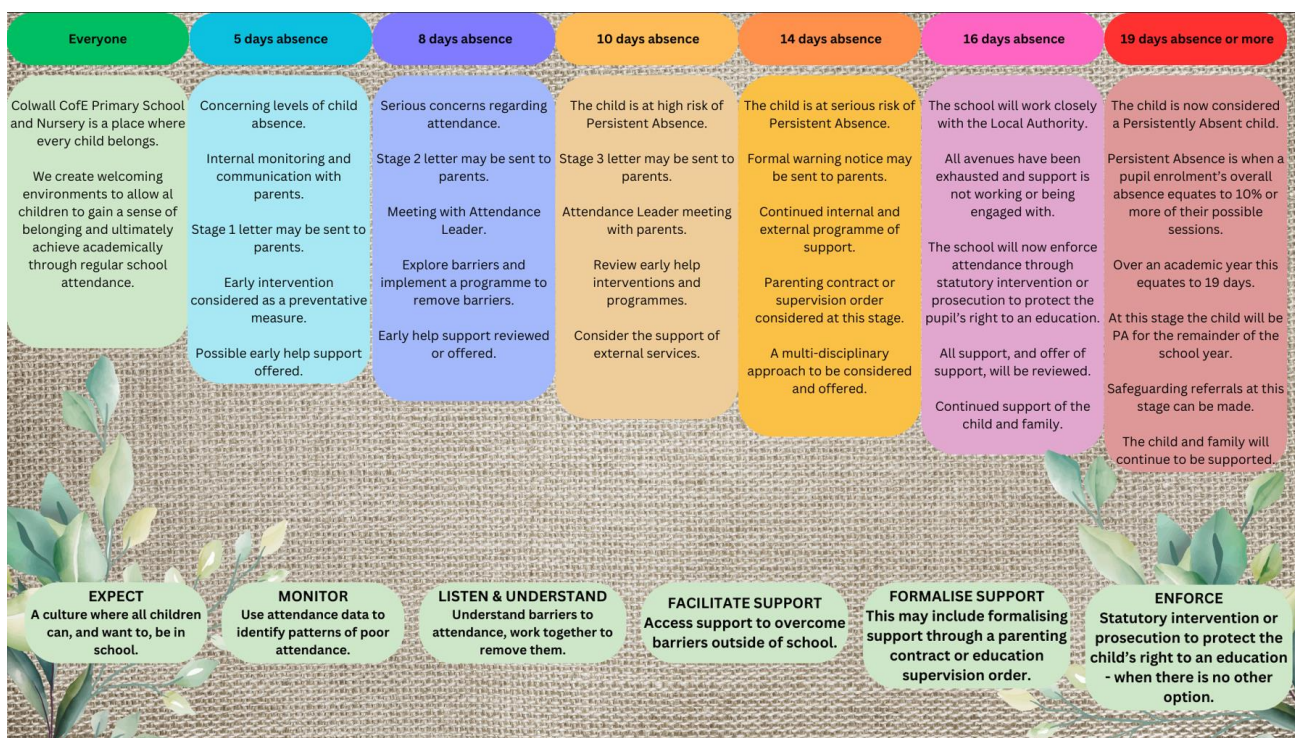 Everyone
Colwall CofE Primary School
and Nursery is a place where
every child belongs.
We create welcoming
environments to allow al
children to gain a sense of
belonging and ultimately
achieve academically
through regular school
attendance.
5 days absence
Concerning levels of child
absence.
Internal monitoring and
communication with
parents.
Stage 1 letter may be sent to
parents.
Early intervention
considered as a preventative
measure.
Possible early help support
offered.
8 days absence
Serious concerns regarding
attendance.
Stage 2 letter may be sent to
parents.
Meeting with Attendance
Leader.
Explore barriers and
implement a programme to
remove barriers.
Early help support reviewed
or offered.
10 days absence
The child is at high risk of
Persistent Absence.
Stage 3 letter may be sent to
parents.
Attendance Leader meeting
with parents.
Review early help
interventions and
programmes.
Consider the support of
external services.
14 days absence
The child is at serious risk of
Persistent Absence.
Formal warning notice may
be sent to parents.
Continued internal and
external programme of
support.
Parenting contract or
supervision order
considered at this stage.
A multi-disciplinary
approach to be considered
and offered.
16 days absence
The school will work closely
with the Local Authority.
All avenues have been
exhausted and support is
not working or being
engaged with.
The school will now enforce
attendance through
statutory intervention or
prosecution to protect the
pupil's right to an education.
All support, and offer of
support, will be reviewed.
Continued support of the
child and family.
19 days absence or more
The child is now considered
a Persistently Absent child.
Persistent Absence is when a
pupil enrolment's overall
absence equates to 10% or
more of their possible
sessions.
Over an academic year this
equates to 19 days.
At this stage the child will be
PA for the remainder of the
school year.
Safeguarding referrals at this
stage can be made.
The child and family will
continue to be supported.
EXPECT
A culture where all children
can, and want to, be in
school.
MONITOR
Use attendance data to
identify patterns of poor
attendance.
LISTEN & UNDERSTAND
Understand barriers to
attendance, work together to
remove them.
FACILITATE SUPPORT
Access support to overcome
barriers outside of school.
FORMALISE SUPPORT
This may include formalising
support through a parenting
contract or education
supervision order.
ENFORCE
Statutory intervention or
prosecution to protect the
child's right to an education
- when there is no other
option.